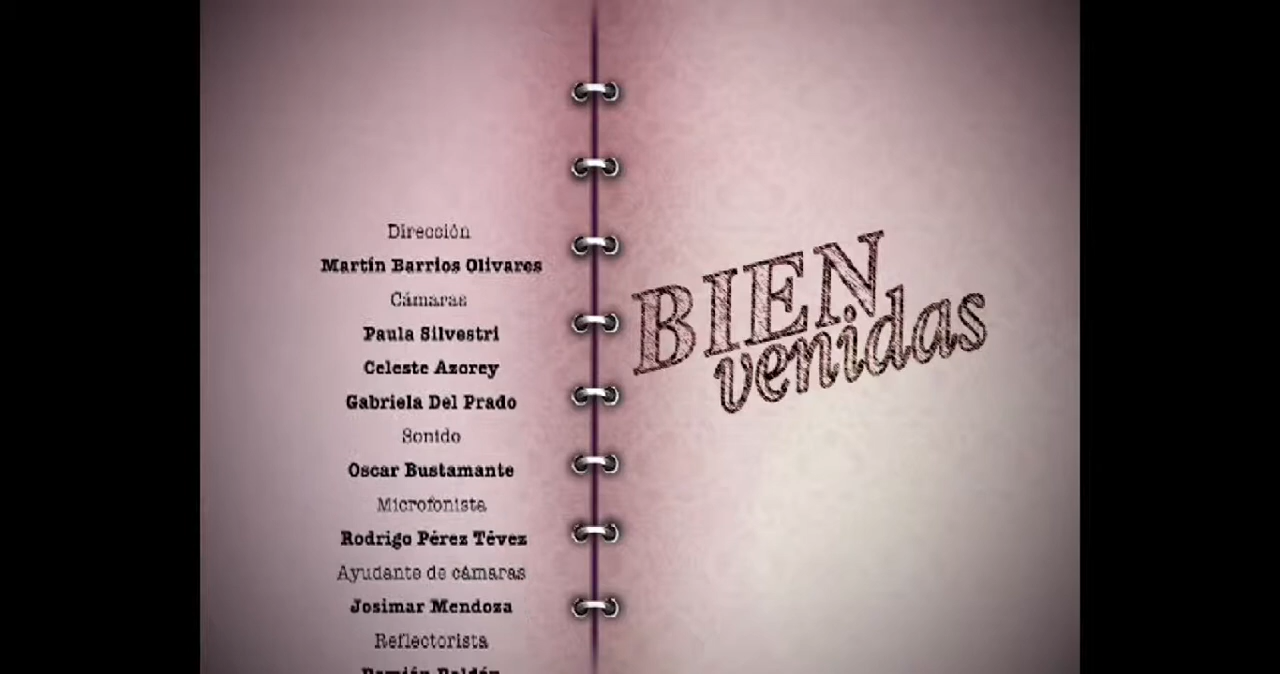 Dirección
Martín Barrios Olivares
Cámaras
Paula Silvestri
Celeste Azorey
Gabriela Del Prado
Sonido
Oscar Bustamante
Microfonista
Rodrigo Pérez Tévez
Ayudante de cámaras
Josimar Mendoza
Reflectorista
BIEN
venidas